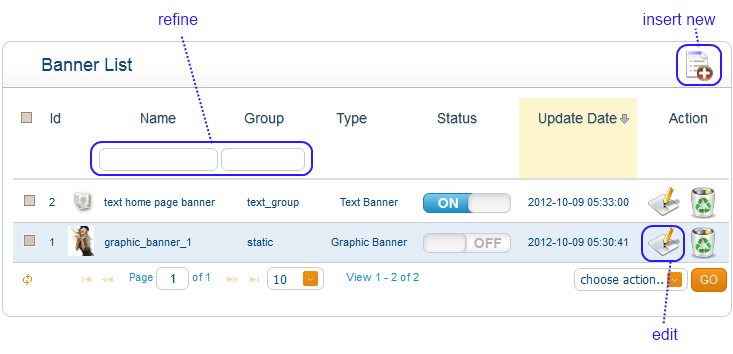 refine
insert new
Banner List
Id Name Group Type Status Update Date Action
2 text home page banner text_group Text Banner ON 2012-10-09 05:33:00
1 graphic_banner_1 static Graphic Banner OFF 2012-10-09 05:30:41
Page 1 of 1 10 View 1 - 2 of 2 choose action.. GO
edit